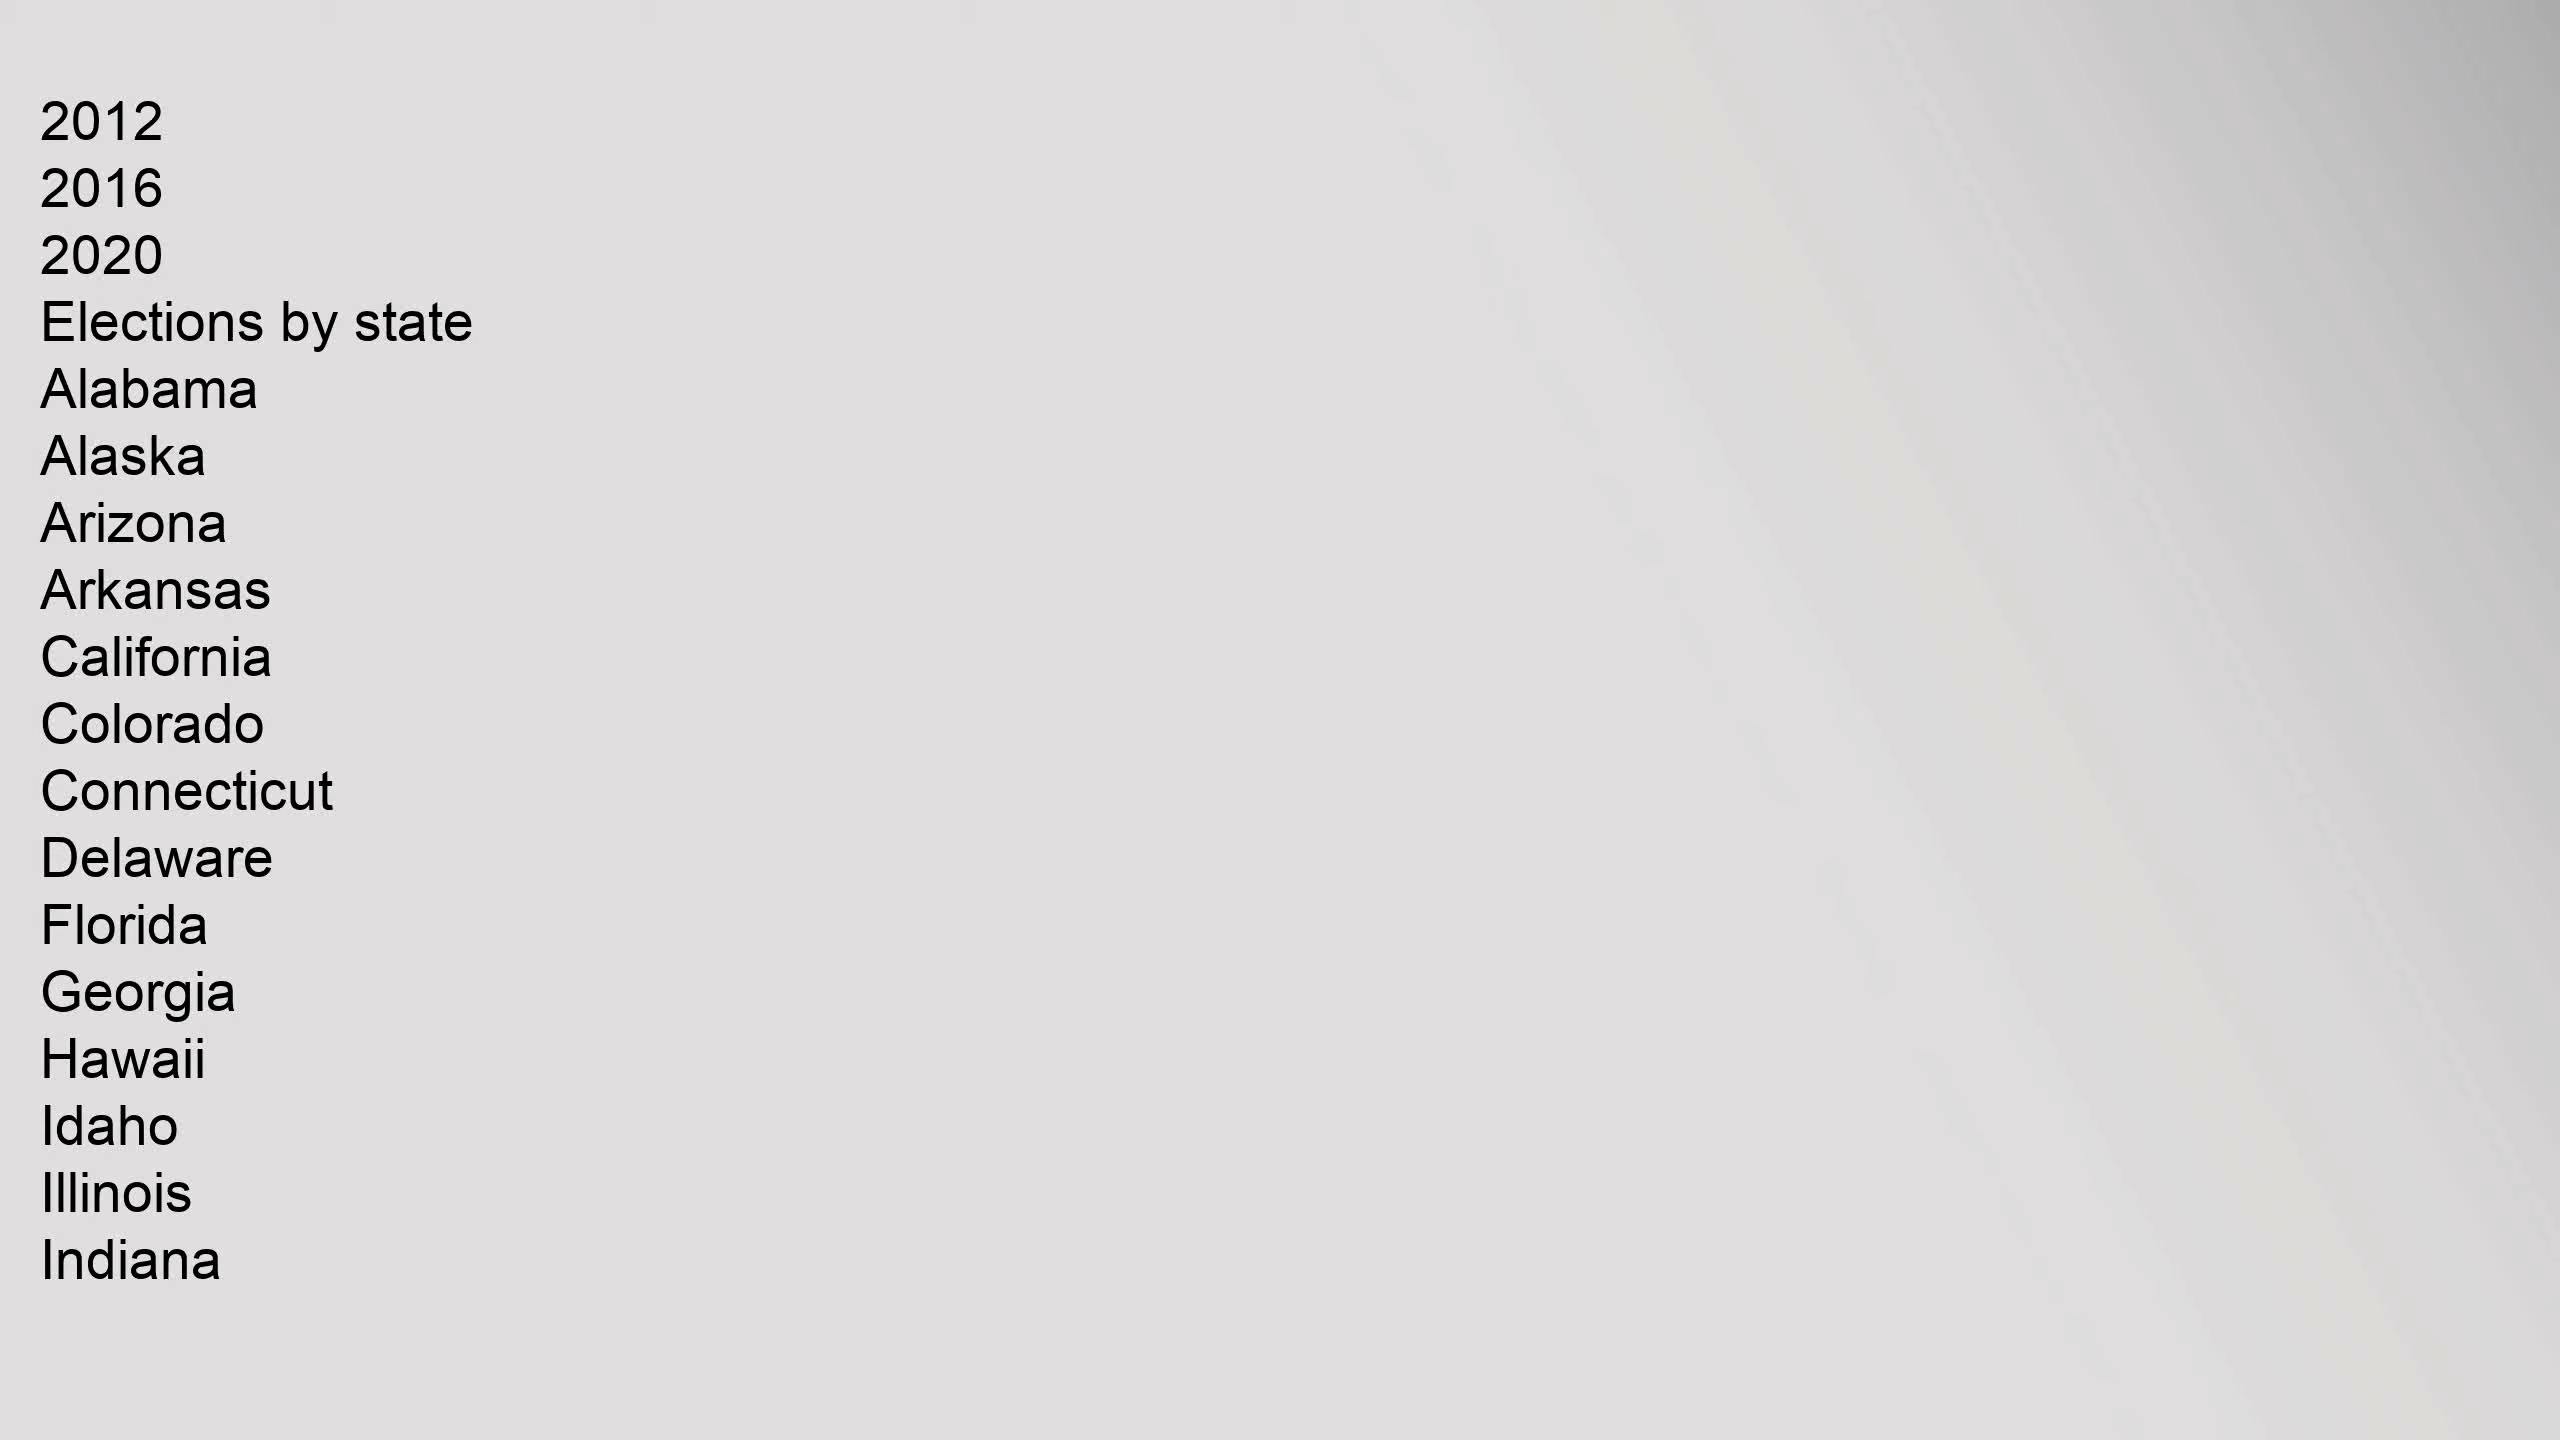 2012
2016
2020
Elections by state
Alabama
Alaska
Arizona
Arkansas
California
Colorado
Connecticut
Delaware
Florida
Georgia
Hawaii
Idaho
Illinois
Indiana